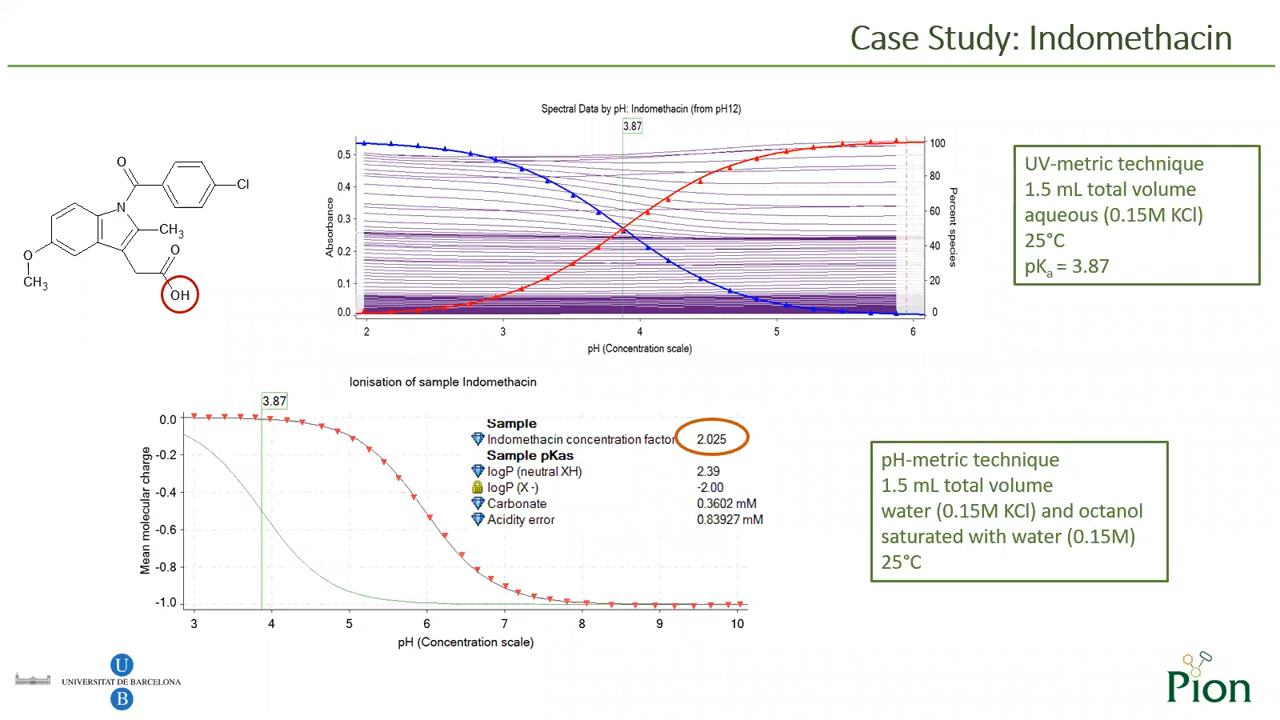 Case Study: Indomethacin
O
Cl
N
CH₃
O
OH
O
CH₃
Spectral Data by pH: Indomethacin (from pH12)
3.87
0.5
0.4
0.3
0.2
0.1
0.0
Absorbance
100
80
60
40
20
0
Percent species
2
3
4
5
6
pH (Concentration scale)
UV-metric technique
1.5 mL total volume
aqueous (0.15M KCl)
25°C
pKₐ = 3.87
Ionisation of sample Indomethacin
3.87
0.0
-0.2
-0.4
-0.6
-0.8
-1.0
Mean molecular charge
Sample
Indomethacin concentration factor 2.025
Sample pKas
logP (neutral XH) 2.39
logP (X -) -2.00
Carbonate 0.3602 mM
Acidity error 0.83927 mM
3
4
5
6
7
8
9
10
pH (Concentration scale)
pH-metric technique
1.5 mL total volume
water (0.15M KCl) and octanol
saturated with water (0.15M)
25°C
U
UNIVERSITAT DE BARCELONA
B
Pion